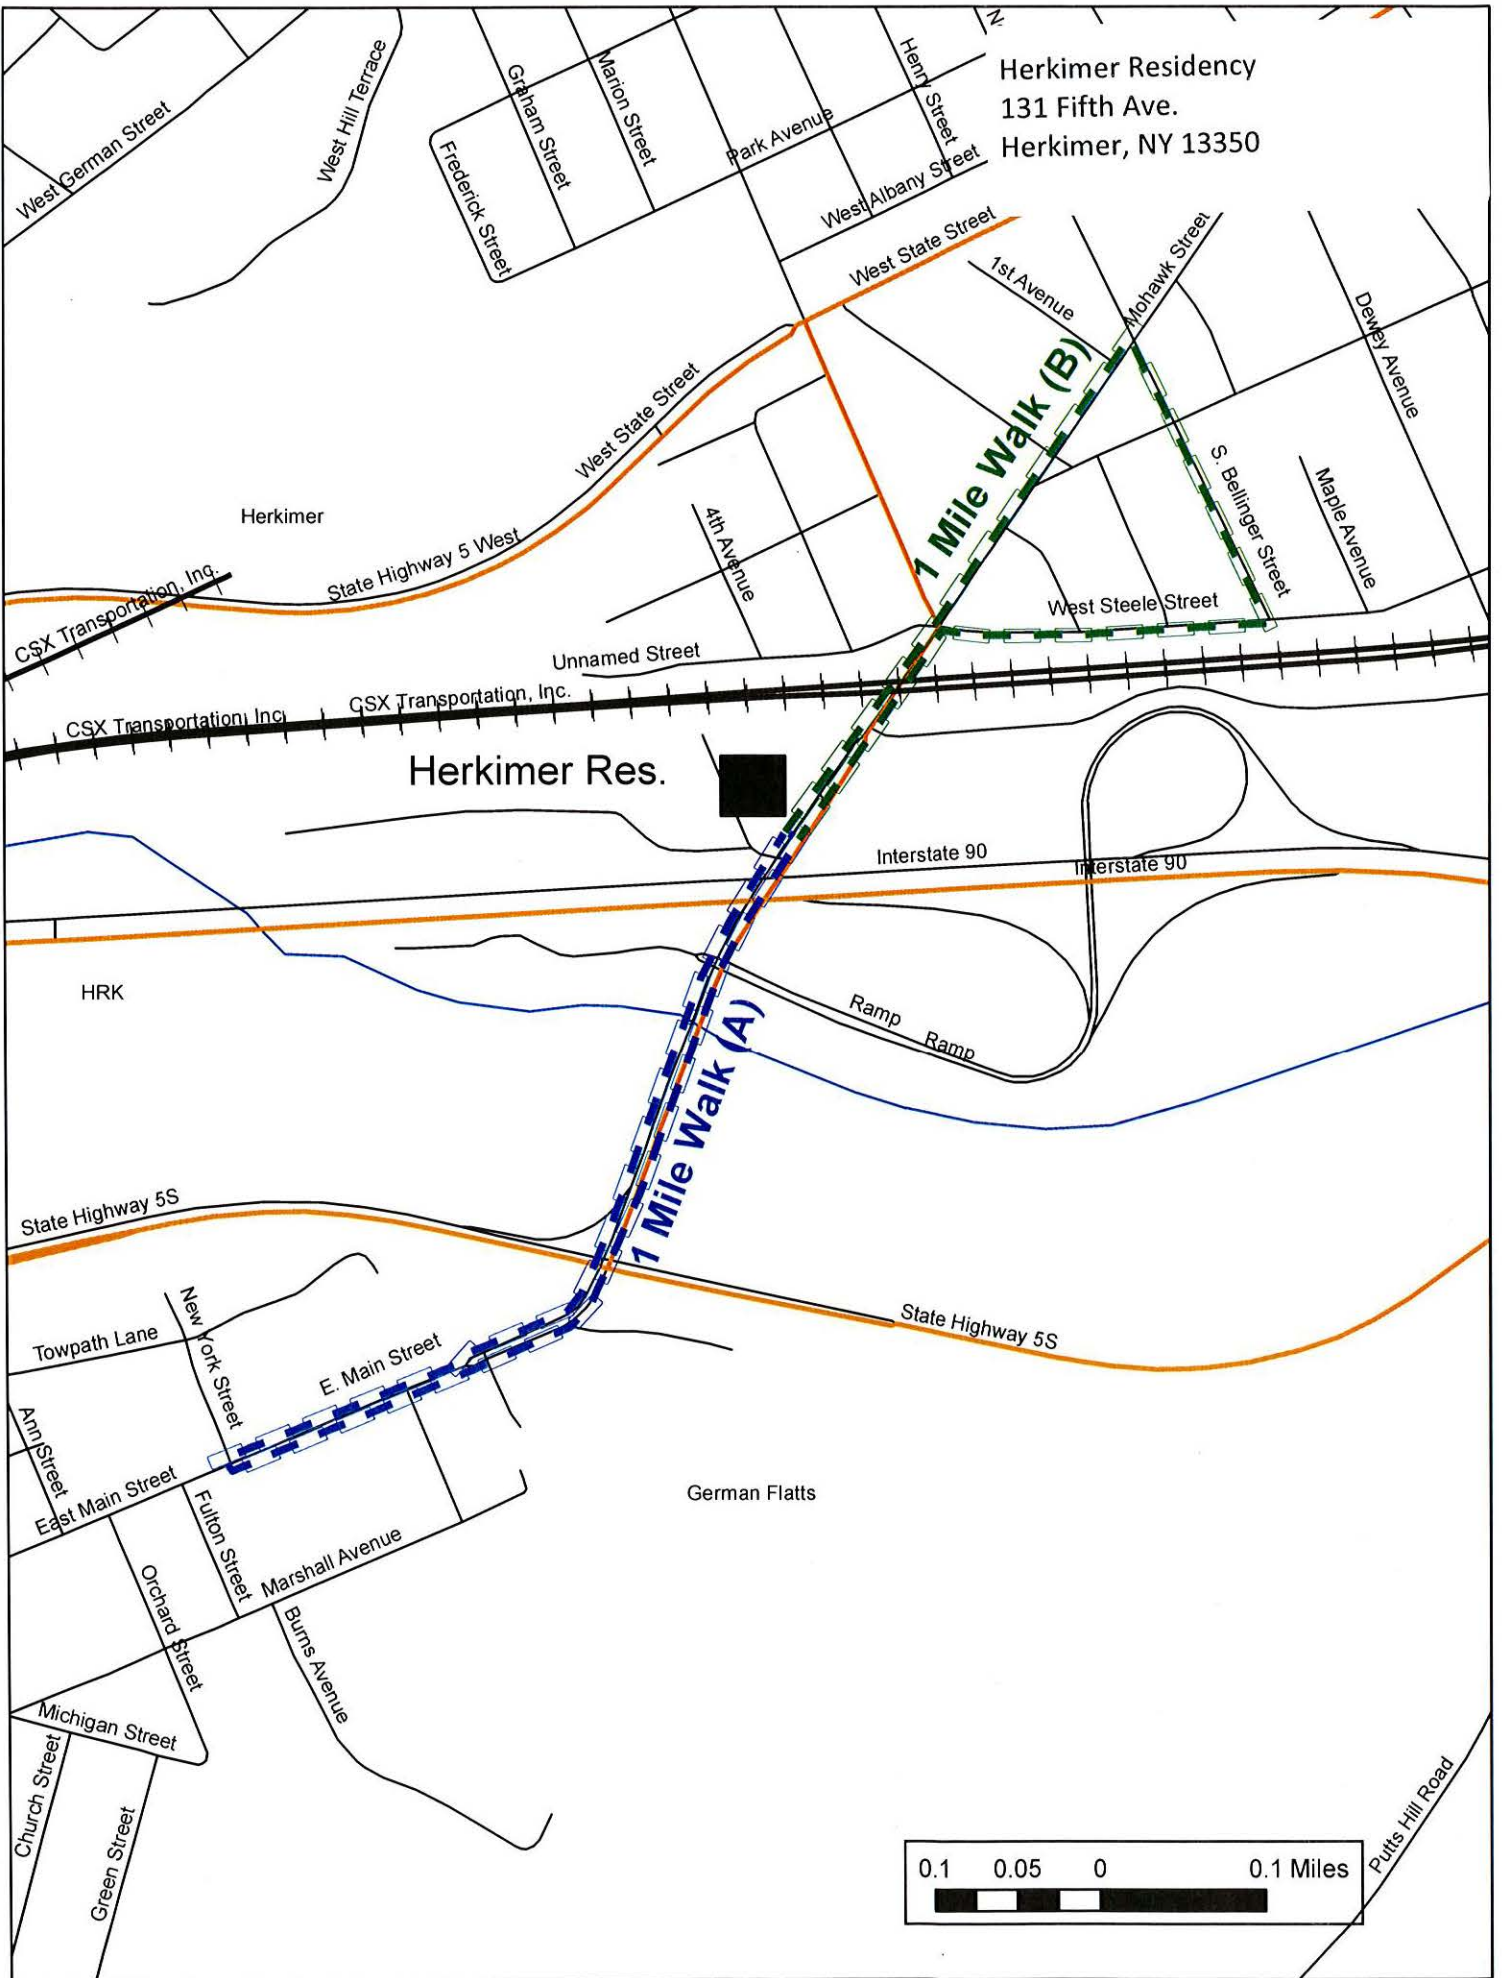 Herkimer Residency
131 Fifth Ave.
Herkimer, NY 13350
West German Street
West Hill Terrace
Graham Street
Marion Street
Henry Street
Frederick Street
Park Avenue
West Albany Street
West State Street
1st Avenue
Mohawk Street
Dewey Avenue
West State Street
1 Mile Walk (B)
S. Bellinger Street
Maple Avenue
Herkimer
4th Avenue
State Highway 5 West
CSX Transportation, Inc.
West Steele Street
Unnamed Street
CSX Transportation, Inc.
CSX Transportation, Inc.
Herkimer Res.
Interstate 90
Interstate 90
HRK
Ramp
Ramp
1 Mile Walk (A)
State Highway 5S
State Highway 5S
New York Street
Towpath Lane
E. Main Street
Ann Street
East Main Street
Fulton Street
German Flatts
Marshall Avenue
Orchard Street
Burns Avenue
Michigan Street
Church Street
Green Street
Putts Hill Road
0.1 0.05 0 0.1 Miles